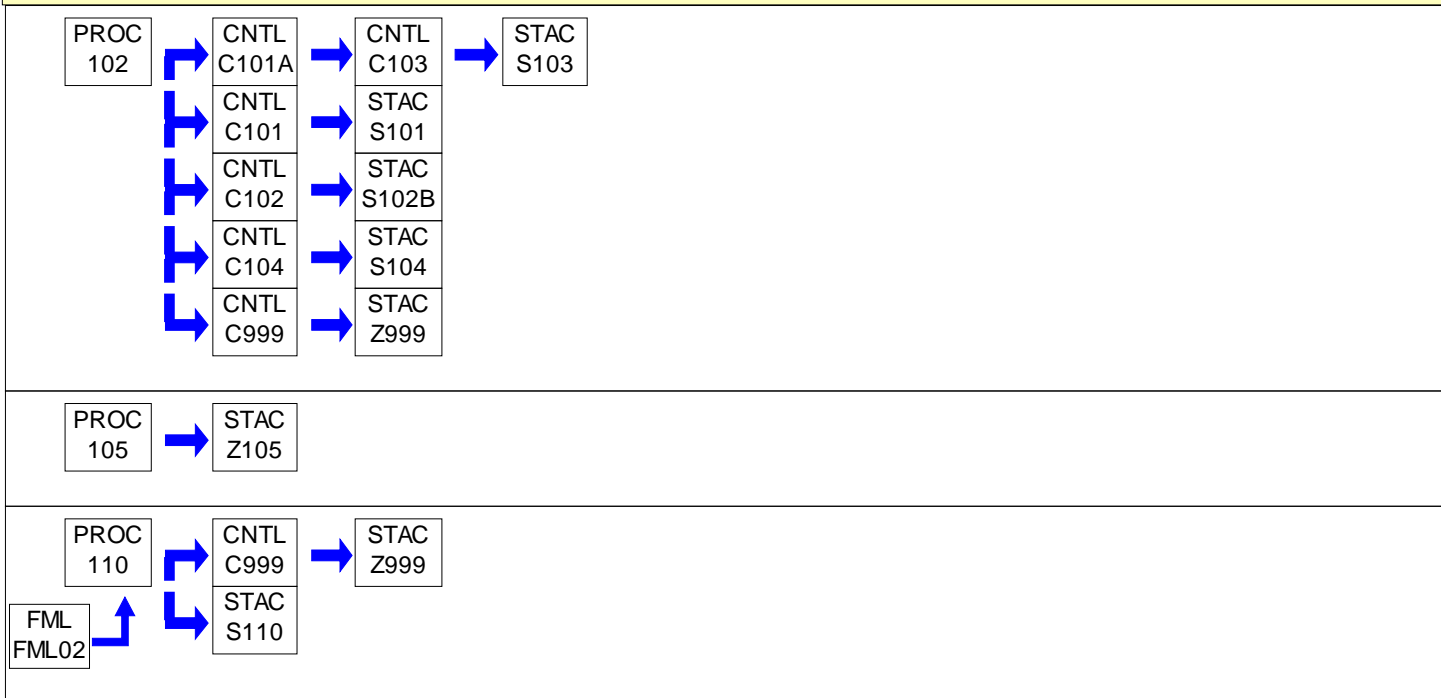 PROC
102
CNTL
C101A
CNTL
C103
STAC
S103
CNTL
C101
STAC
S101
CNTL
C102
STAC
S102B
CNTL
C104
STAC
S104
CNTL
C999
STAC
Z999
PROC
105
STAC
Z105
PROC
110
CNTL
C999
STAC
Z999
FML
FML02
STAC
S110